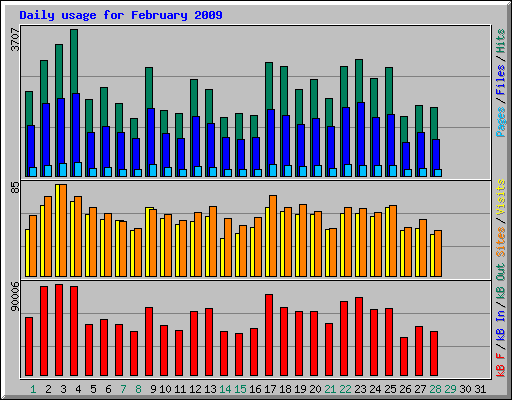 Daily usage for February 2009
3707
Pages / Files / Hits
85
Sites / Visits
90006
kB F / kB In / kB Out
1 2 3 4 5 6 7 8 9 10 11 12 13 14 15 16 17 18 19 20 21 22 23 24 25 26 27 28 29 30 31